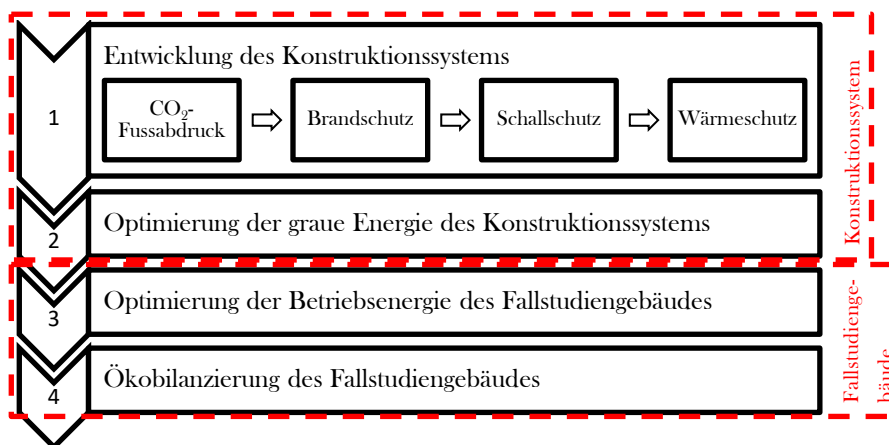 Entwicklung des Konstruktionssystems
1
CO₂-
Fussabdruck
Brandschutz
Schallschutz
Wärmeschutz
Konstruktionssystem
2
Optimierung der graue Energie des Konstruktionssystems
3
Optimierung der Betriebsenergie des Fallstudiengebäudes
4
Ökobilanzierung des Fallstudiengebäudes
Fallstudienge-
bäude